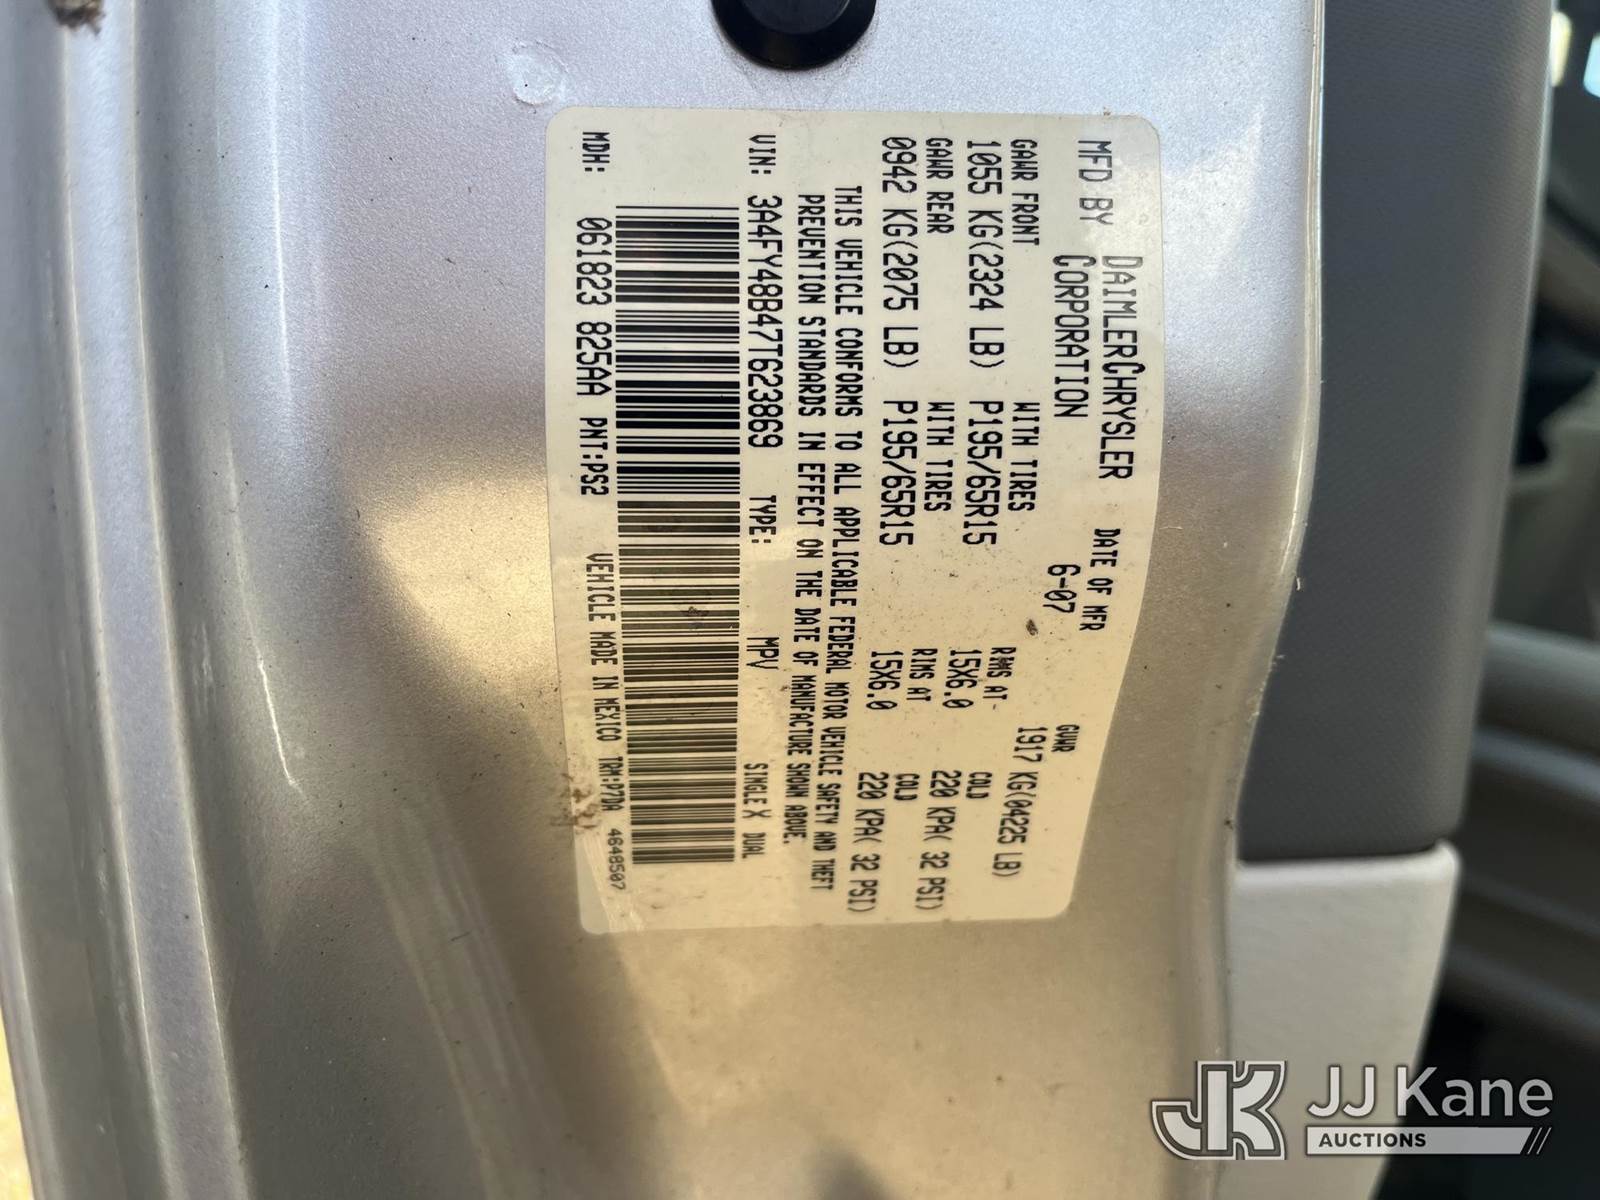 MFD BY DAIMLERCHRYSLER CORPORATION
DATE OF MFR 6-07
GVWR 1917 KG(04225 LB)
GAWR FRONT WITH TIRES RIMS AT COLD
1055 KG(2324 LB) P195/65R15 15X6.0 220 KPA( 32 PSI)
GAWR REAR WITH TIRES RIMS AT COLD
0942 KG(2075 LB) P195/65R15 15X6.0 220 KPA( 32 PSI)
THIS VEHICLE CONFORMS TO ALL APPLICABLE FEDERAL MOTOR VEHICLE SAFETY AND THEFT
PREVENTION STANDARDS IN EFFECT ON THE DATE OF MANUFACTURE SHOWN ABOVE.
VIN: 3A4FY48B47T623869 TYPE: MPV SINGLE X DUAL
MDH: 061823 825AA PNT:PS2 VEHICLE MADE IN MEXICO TRM:P7DA 4648507
JK JJ Kane
AUCTIONS